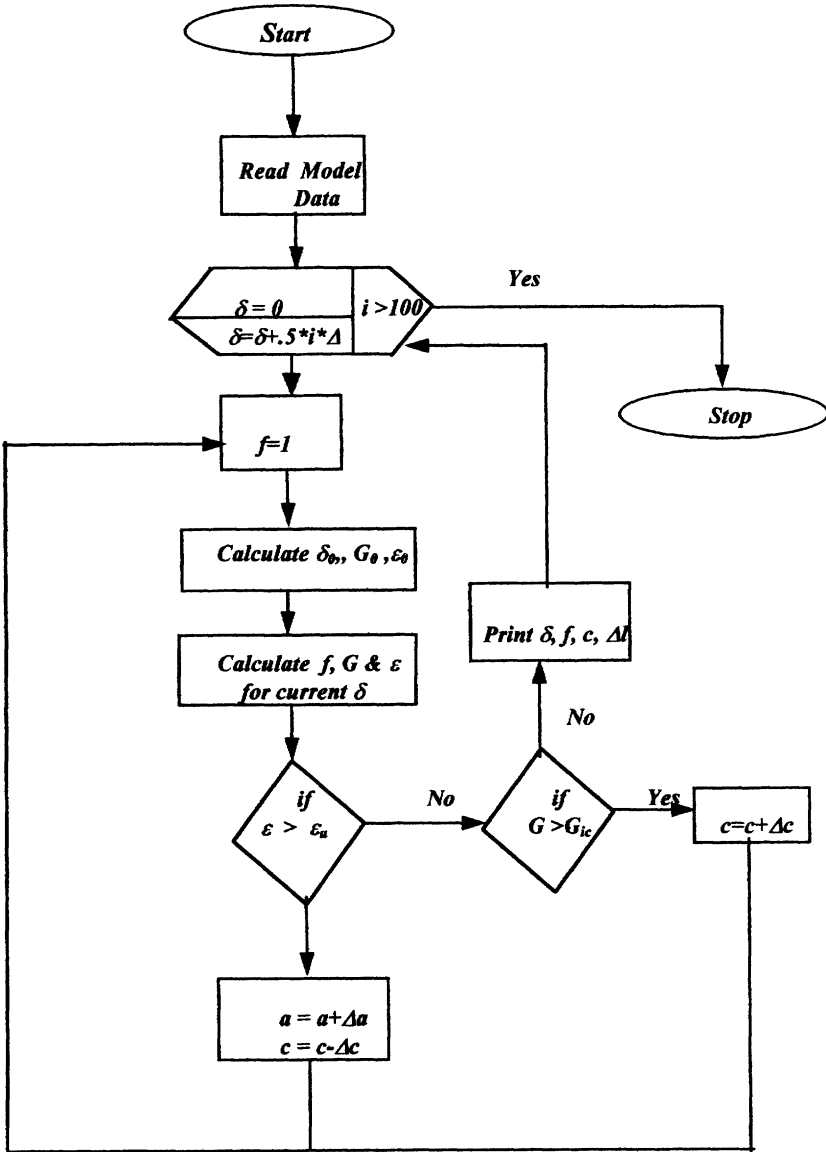 Start
Read Model
Data
δ = 0
i >100
δ=δ+.5*i*Δ
Yes
Stop
f=1
Calculate δ₀,, G₀ ,ε₀
Calculate f, G & ε
for current δ
Print δ, f, c, Δl
No
if
ε > εᵤ
No
if
G >Gic
Yes
c=c+Δc
a = a+Δa
c = c-Δc